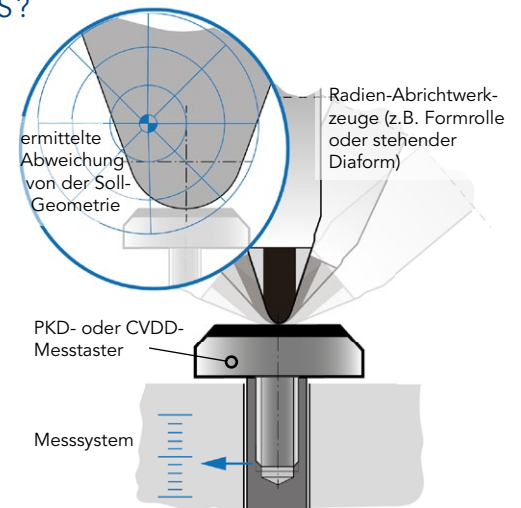 S?
Radien-Abrichtwerk-
zeuge (z.B. Formrolle
oder stehender
Diaform)
ermittelte
Abweichung
von der Soll-
Geometrie
PKD- oder CVDD-
Messtaster
Messsystem